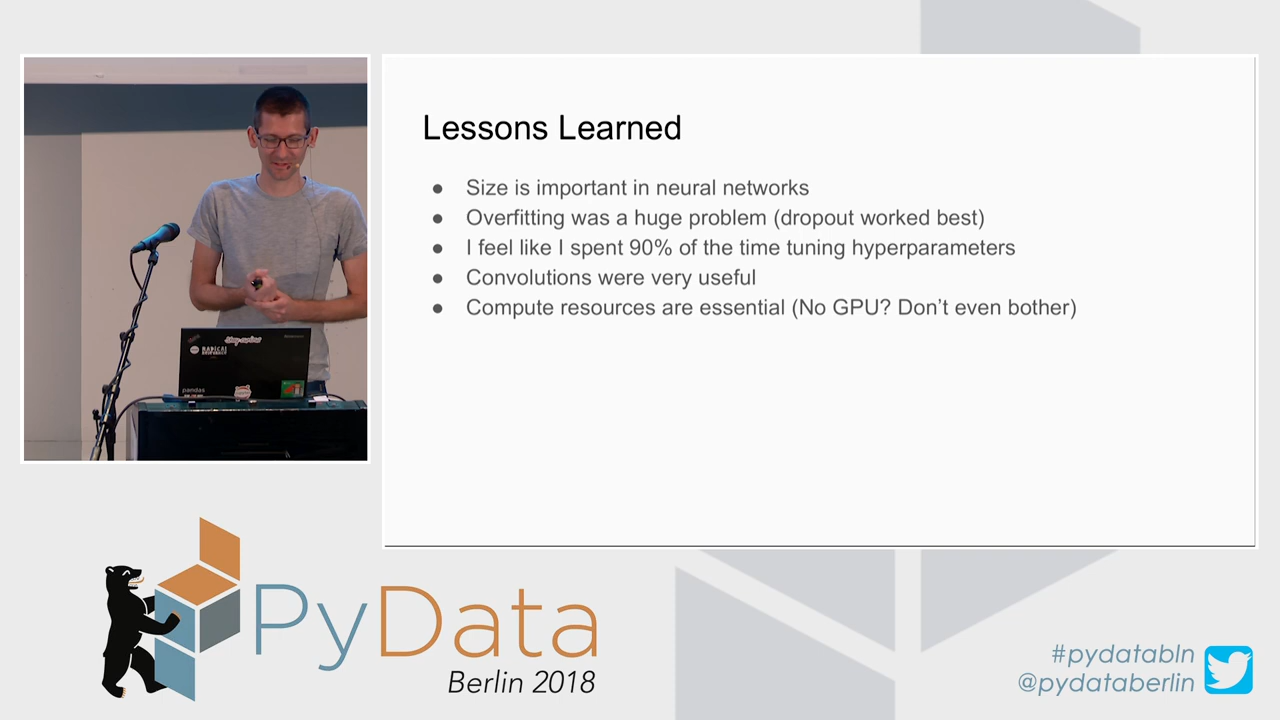 Lessons Learned
● Size is important in neural networks
● Overfitting was a huge problem (dropout worked best)
● I feel like I spent 90% of the time tuning hyperparameters
● Convolutions were very useful
● Compute resources are essential (No GPU? Don't even bother)
pandas
PyData
Berlin 2018
#pydatabln
@pydataberlin